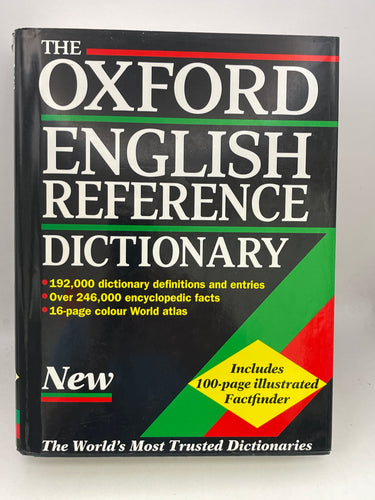 THE
OXFORD
ENGLISH
REFERENCE
DICTIONARY
• 192,000 dictionary definitions and entries
• Over 246,000 encyclopedic facts
• 16-page colour World atlas
New
Includes
100-page illustrated
Factfinder
The World's Most Trusted Dictionaries